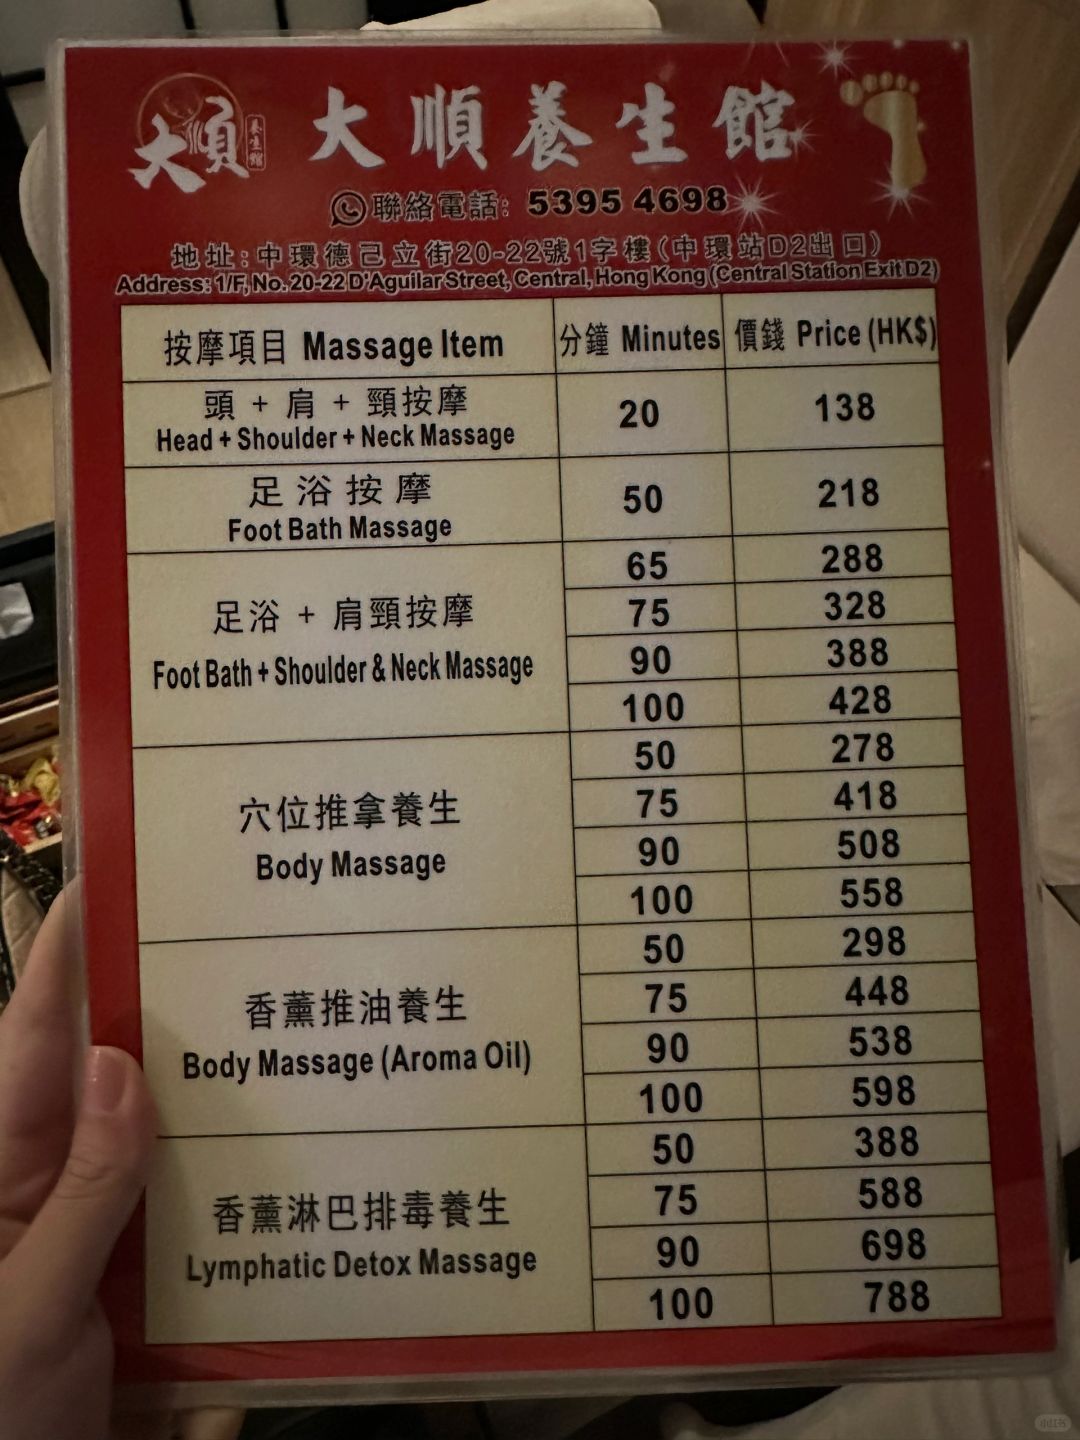 大順
養生館
大順養生館
聯絡電話: 5395 4698
地址:中環德己立街20-22號1字樓(中環站D2出口)
Address: 1/F, No. 20-22 D'Aguilar Street, Central, Hong Kong (Central Station Exit D2)
按摩項目 Massage Item 分鐘 Minutes 價錢 Price (HK$)
頭 + 肩 + 頸按摩
Head + Shoulder + Neck Massage
20 138
足浴按摩
Foot Bath Massage
50 218
足浴 + 肩頸按摩
Foot Bath + Shoulder & Neck Massage
65 288
75 328
90 388
100 428
穴位推拿養生
Body Massage
50 278
75 418
90 508
100 558
香薰推油養生
Body Massage (Aroma Oil)
50 298
75 448
90 538
100 598
香薰淋巴排毒養生
Lymphatic Detox Massage
50 388
75 588
90 698
100 788
小红书